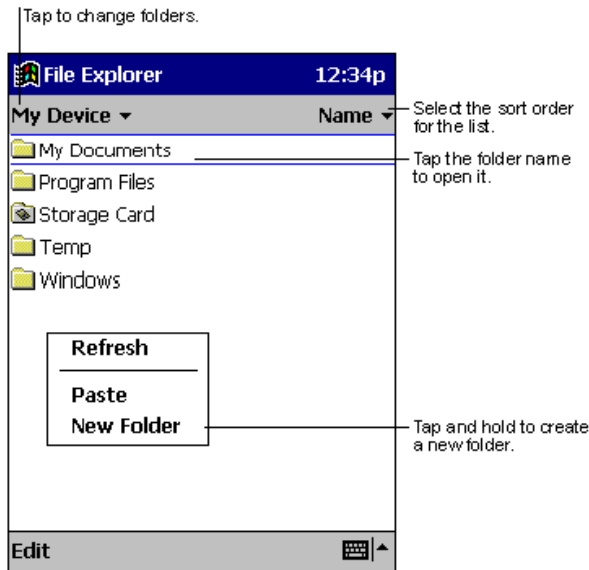 Tap to change folders.
File Explorer 12:34p
My Device Name
Select the sort order
for the list.
My Documents
Tap the folder name
to open it.
Program Files
Storage Card
Temp
Windows
Refresh
Paste
New Folder
Tap and hold to create
a new folder.
Edit